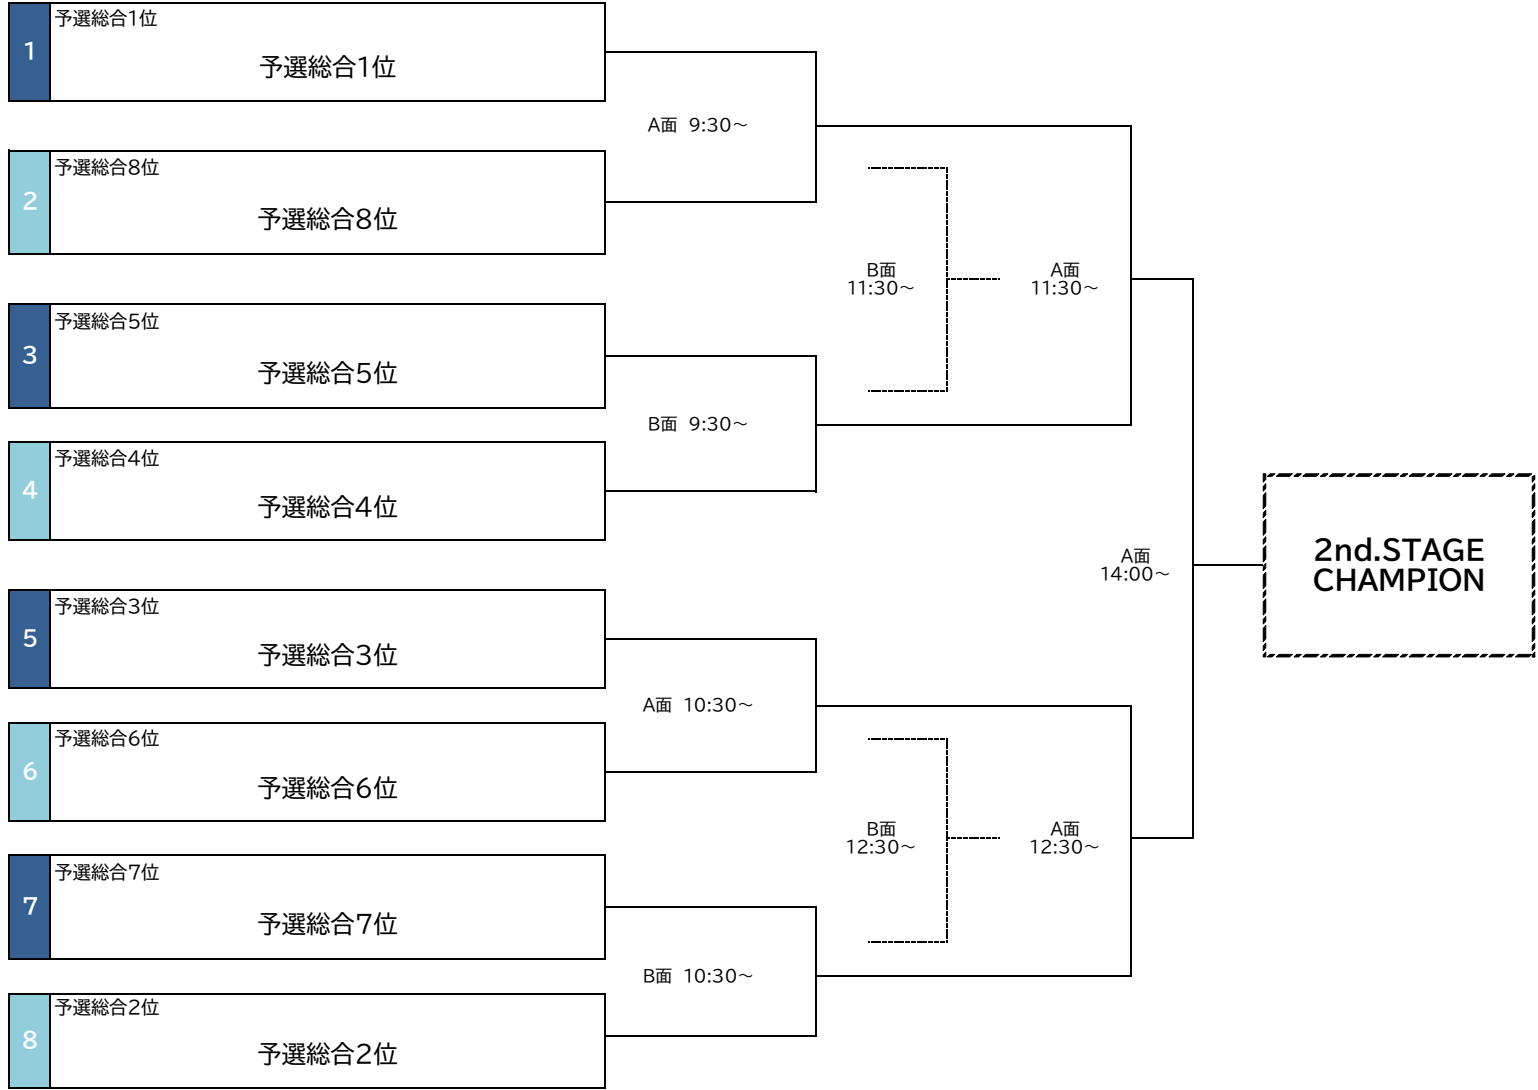 1
予選総合1位
予選総合1位
A面 9:30～
2
予選総合8位
予選総合8位
B面
11:30～
A面
11:30～
3
予選総合5位
予選総合5位
B面 9:30～
4
予選総合4位
予選総合4位
A面
14:00～
2nd.STAGE
CHAMPION
5
予選総合3位
予選総合3位
A面 10:30～
6
予選総合6位
予選総合6位
B面
12:30～
A面
12:30～
7
予選総合7位
予選総合7位
B面 10:30～
8
予選総合2位
予選総合2位